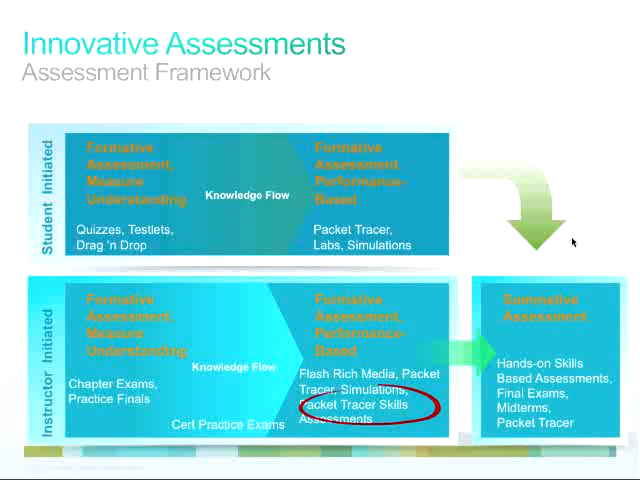 Innovative Assessments
Assessment Framework
Student Initiated
Formative
Assessment,
Measure
Understanding
Quizzes, Testlets,
Drag 'n Drop
Knowledge Flow
Formative
Assessment
Performance-
Based
Packet Tracer,
Labs, Simulations
Instructor Initiated
Formative
Assessment,
Measure
Understanding
Chapter Exams,
Practice Finals
Knowledge Flow
Cert Practice Exams
Formative
Assessment,
Performance-
Based
Flash Rich Media, Packet
Tracer, Simulations,
Packet Tracer Skills
Assessments
Summative
Assessment
Hands-on Skills
Based Assessments,
Final Exams,
Midterms,
Packet Tracer